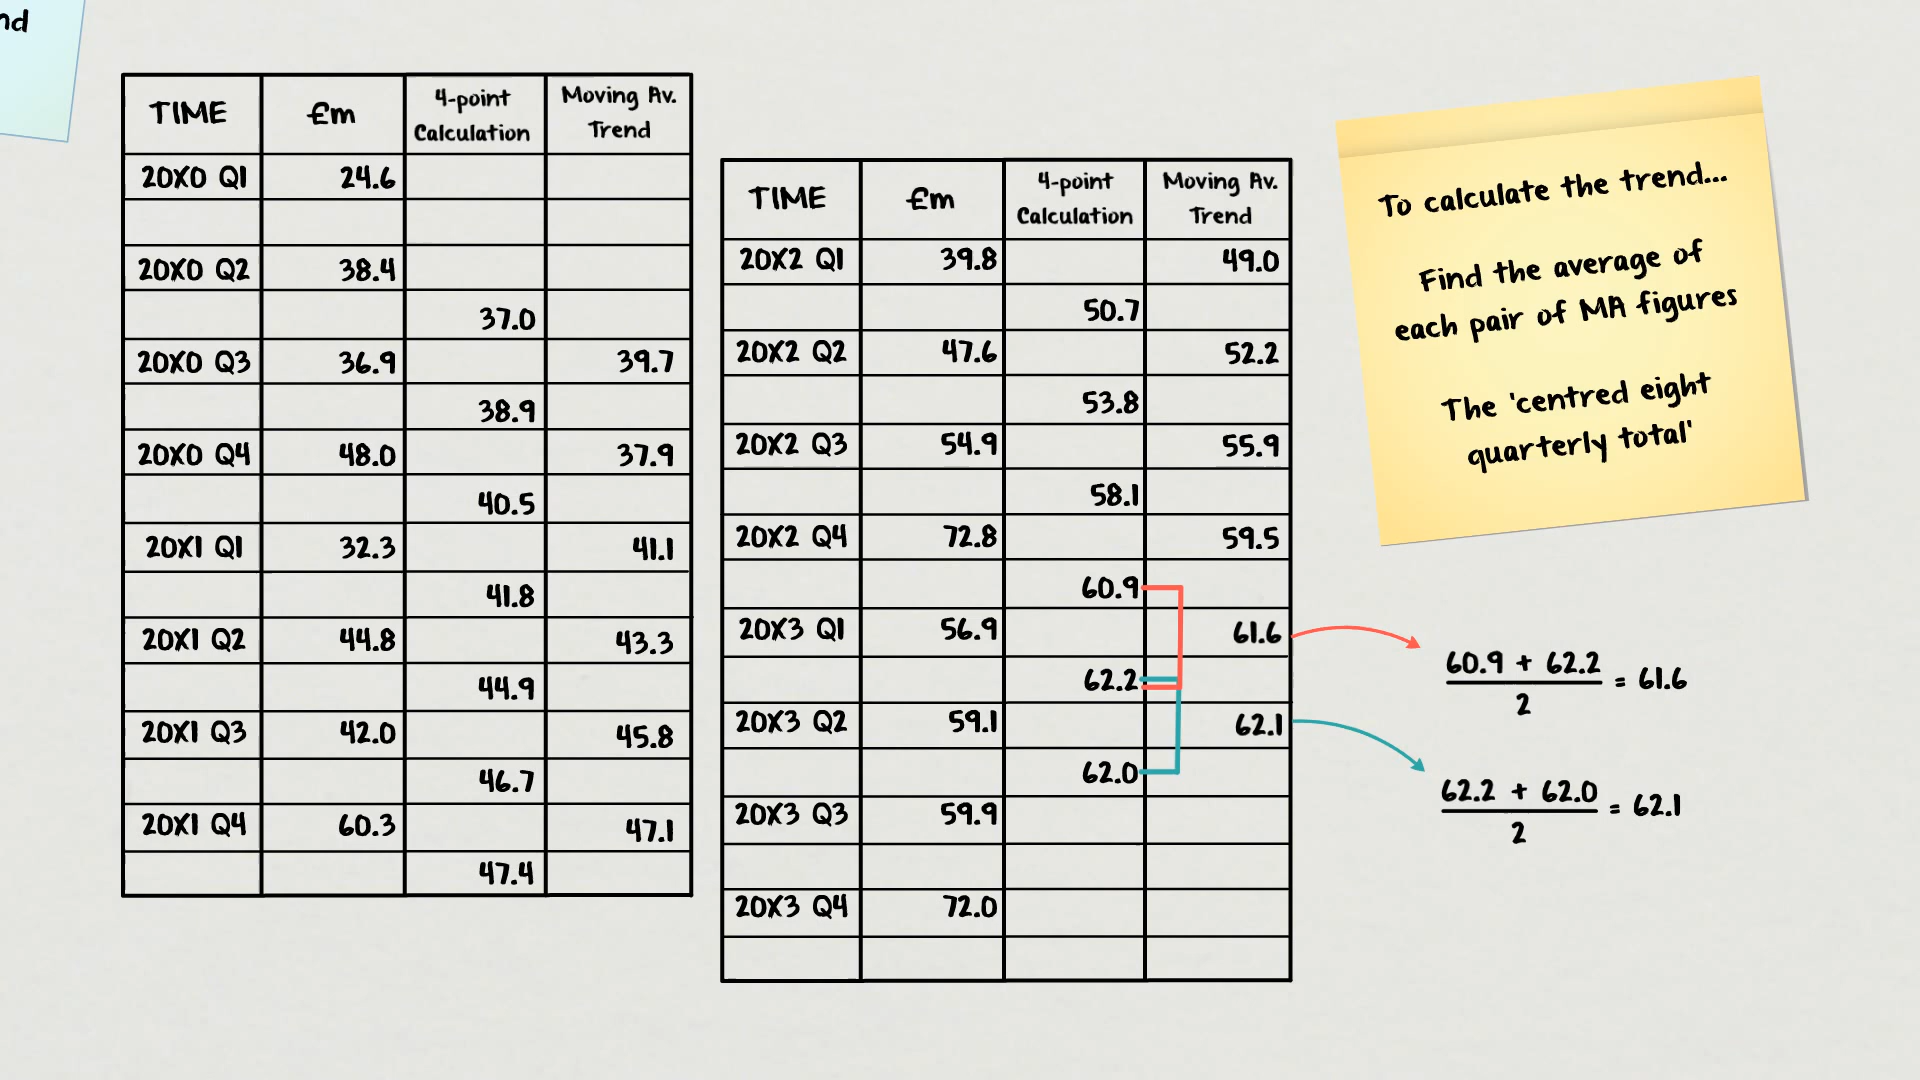 nd
TIME £m 4-point Calculation Moving Av. Trend
20X0 Q1 24.6
20X0 Q2 38.4
37.0
20X0 Q3 36.9 39.7
38.9
20X0 Q4 48.0 37.9
40.5
20X1 Q1 32.3 41.1
41.8
20X1 Q2 44.8 43.3
44.9
20X1 Q3 42.0 45.8
46.7
20X1 Q4 60.3 47.1
47.4
TIME £m 4-point Calculation Moving Av. Trend
20X2 Q1 39.8 49.0
50.7
20X2 Q2 47.6 52.2
53.8
20X2 Q3 54.9 55.9
58.1
20X2 Q4 72.8 59.5
60.9
20X3 Q1 56.9 61.6
62.2
20X3 Q2 59.1 62.1
62.0
20X3 Q3 59.9
20X3 Q4 72.0
To calculate the trend...
Find the average of
each pair of MA figures
The 'centred eight
quarterly total'
60.9 + 62.2
2
= 61.6
62.2 + 62.0
2
= 62.1